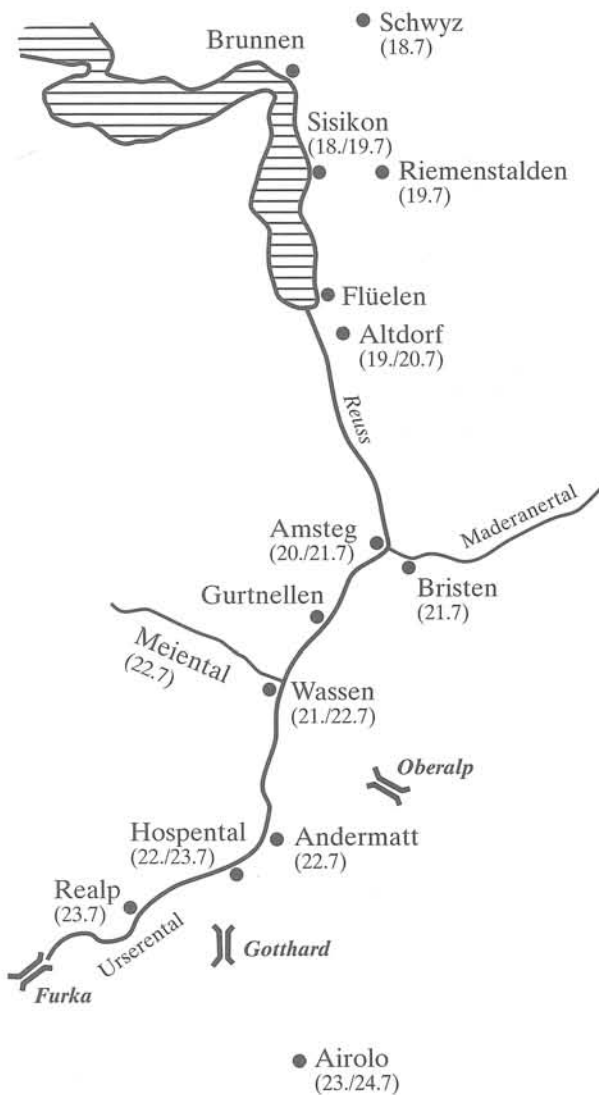 Schwyz
(18.7)
Brunnen
Sisikon
(18./19.7)
Riemenstalden
(19.7)
Flüelen
Altdorf
(19./20.7)
Reuss
Maderanertal
Amsteg
(20./21.7)
Bristen
(21.7)
Gurtnellen
Meiental
(22.7)
Wassen
(21./22.7)
Oberalp
Hospental
(22./23.7)
Andermatt
(22.7)
Realp
(23.7)
Urserental
Gotthard
Furka
Airolo
(23./24.7)